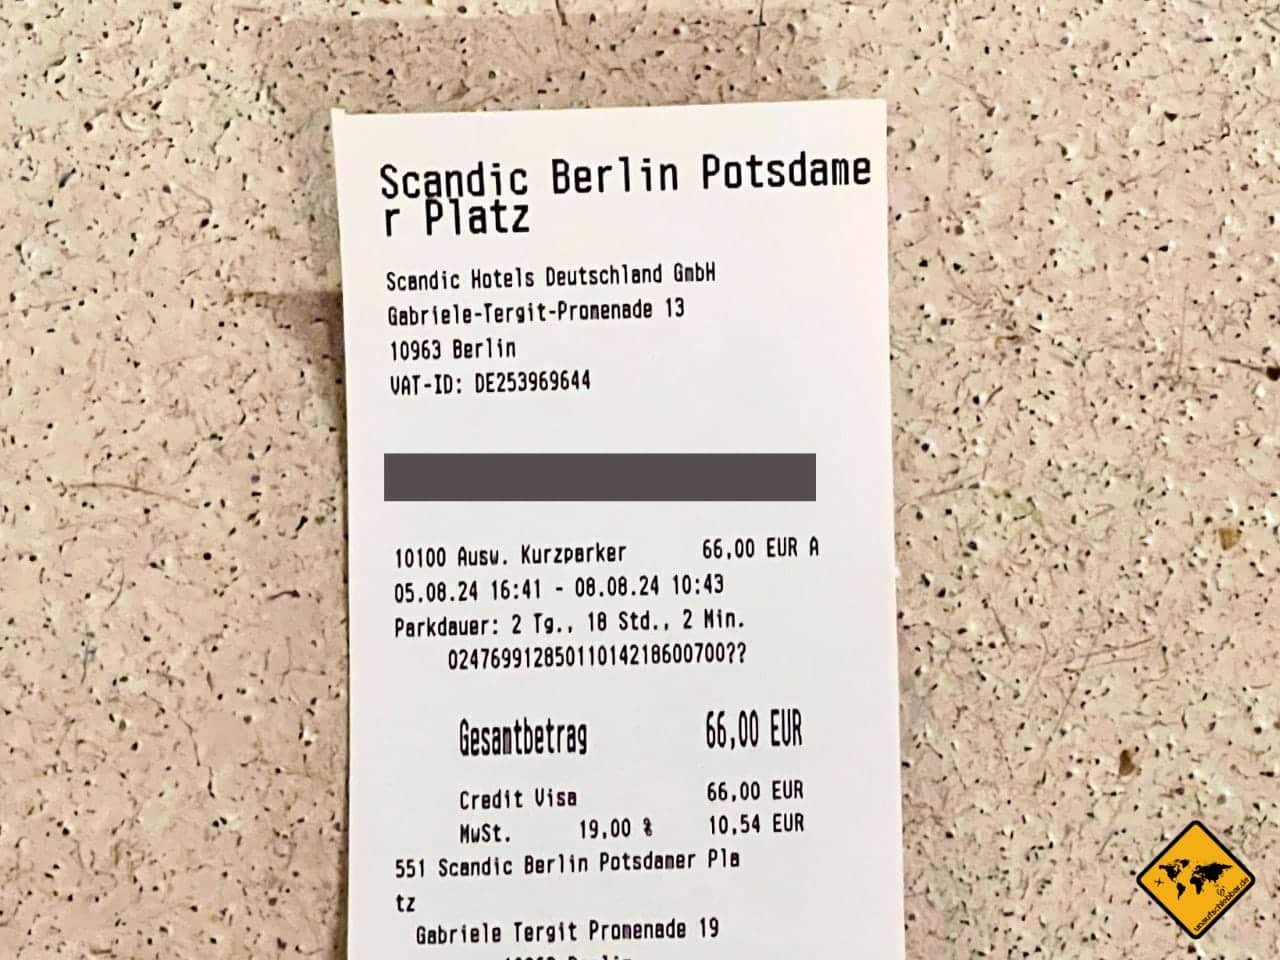 Scandic Berlin Potsdame
r Platz
Scandic Hotels Deutschland GmbH
Gabriele-Tergit-Promenade 13
10963 Berlin
VAT-ID: DE253969644
10100 Ausw. Kurzparker 66,00 EUR A
05.08.24 16:41 - 08.08.24 10:43
Parkdauer: 2 Tg., 18 Std., 2 Min.
02476991285011014218600700??
Gesamtbetrag 66,00 EUR
Credit Visa 66,00 EUR
MwSt. 19,00 % 10,54 EUR
551 Scandic Berlin Potsdamer Pla
tz
Gabriele Tergit Promenade 19
unaufschiebbar.de